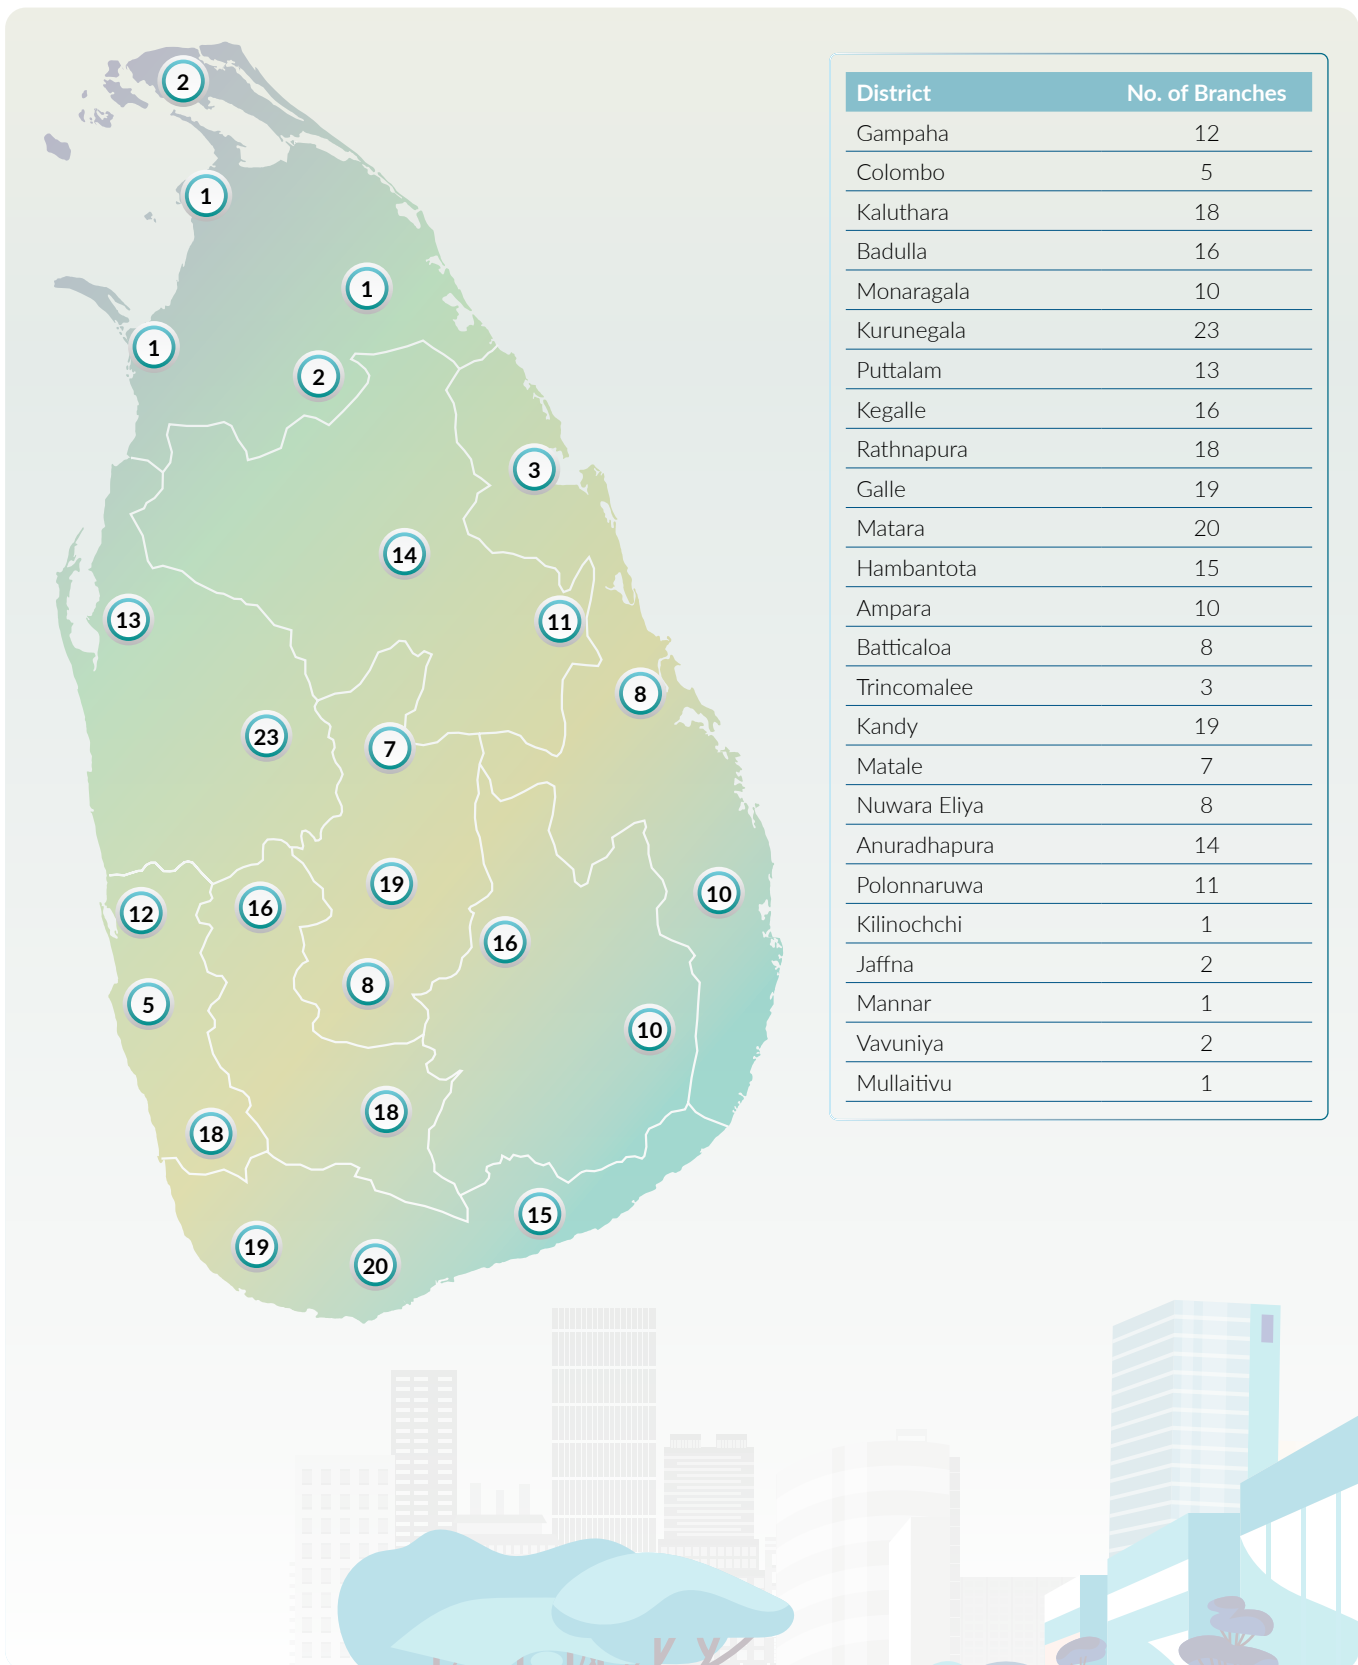 2
1
1
1
2
3
14
13
11
8
23
7
19
10
16
12
16
8
5
10
18
18
15
19
20
District No. of Branches
Gampaha 12
Colombo 5
Kaluthara 18
Badulla 16
Monaragala 10
Kurunegala 23
Puttalam 13
Kegalle 16
Rathnapura 18
Galle 19
Matara 20
Hambantota 15
Ampara 10
Batticaloa 8
Trincomalee 3
Kandy 19
Matale 7
Nuwara Eliya 8
Anuradhapura 14
Polonnaruwa 11
Kilinochchi 1
Jaffna 2
Mannar 1
Vavuniya 2
Mullaitivu 1